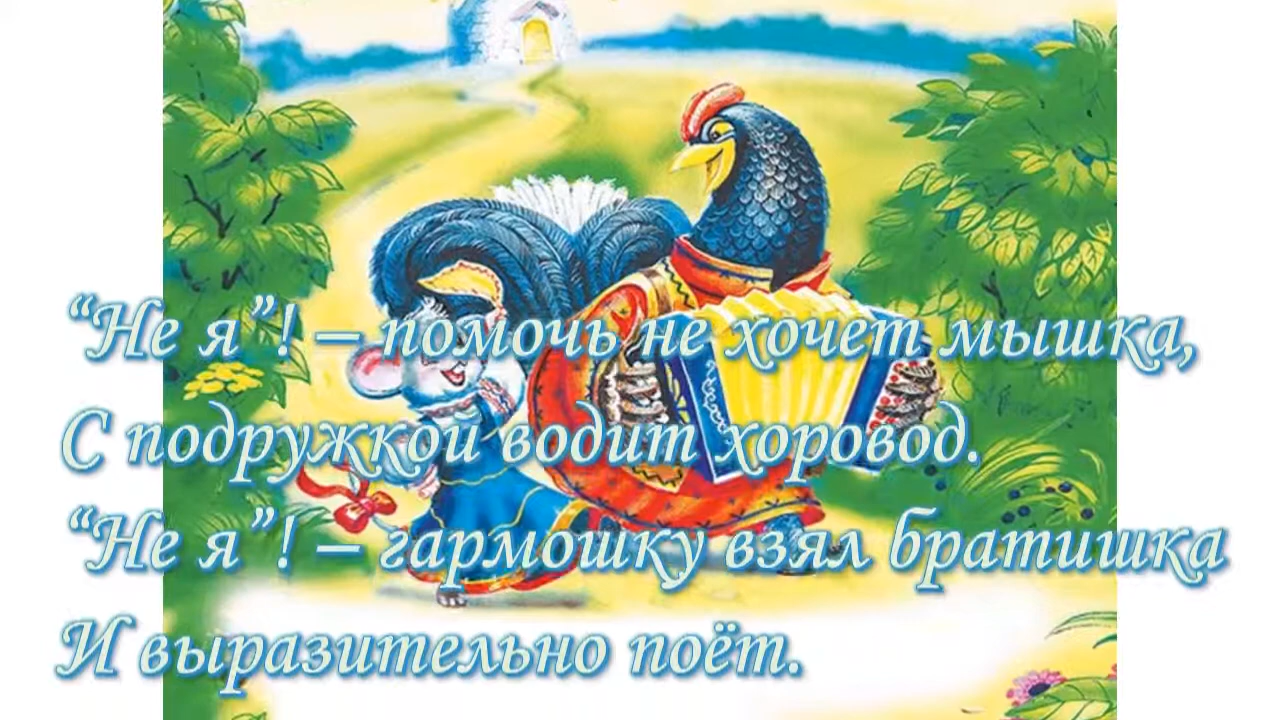 “Не я”! – помочь не хочет мышка,
С подружкой водит хоровод.
“Не я”! – гармошку взял братишка
И выразительно поёт.